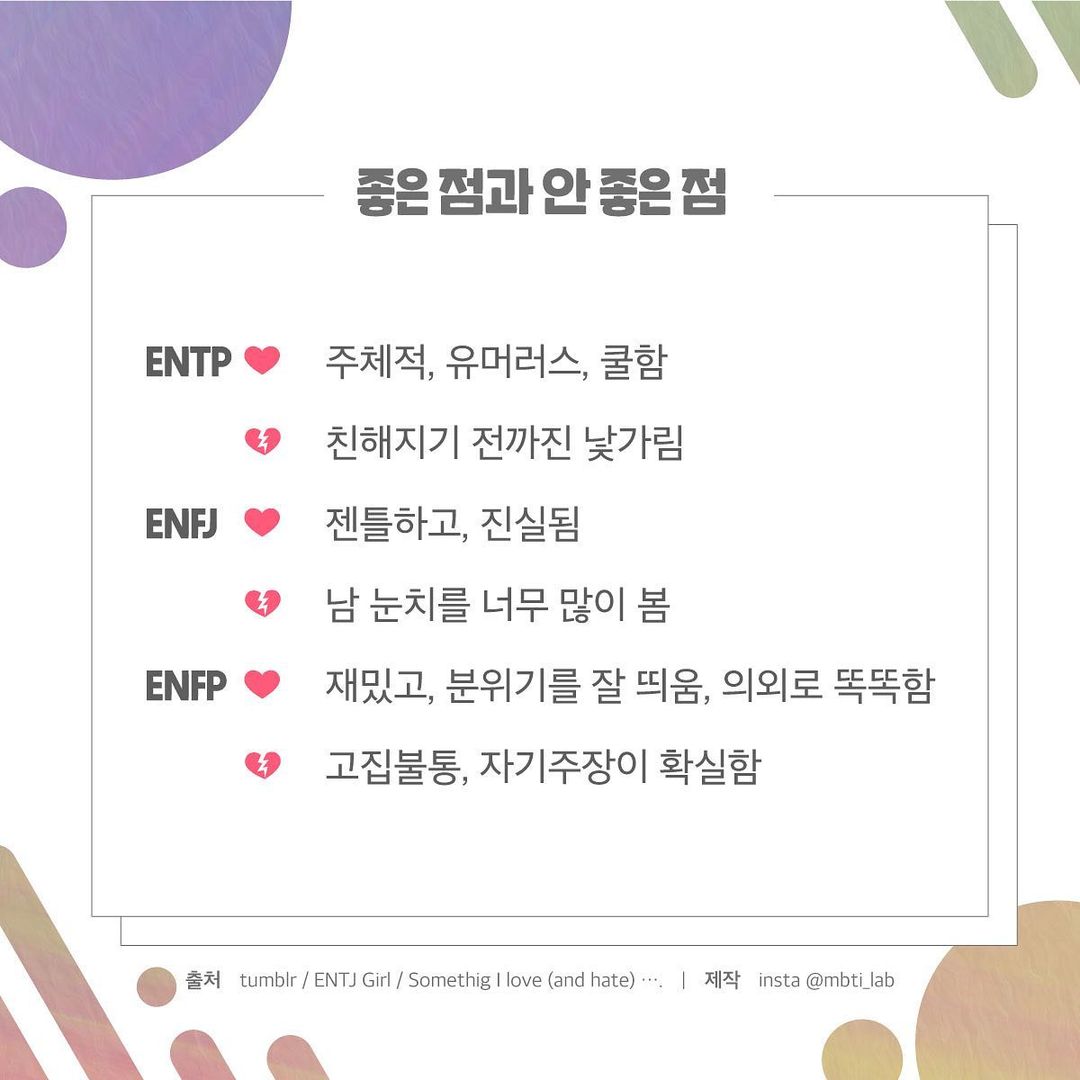 좋은 점과 안 좋은 점
ENTP 주체적, 유머러스, 쿨함
친해지기 전까진 낯가림
ENFJ 젠틀하고, 진실됨
남 눈치를 너무 많이 봄
ENFP 재밌고, 분위기를 잘 띄움, 의외로 똑똑함
고집불통, 자기주장이 확실함
출처 tumblr / ENTJ Girl / Somethig I love (and hate) …. | 제작 insta @mbti_lab